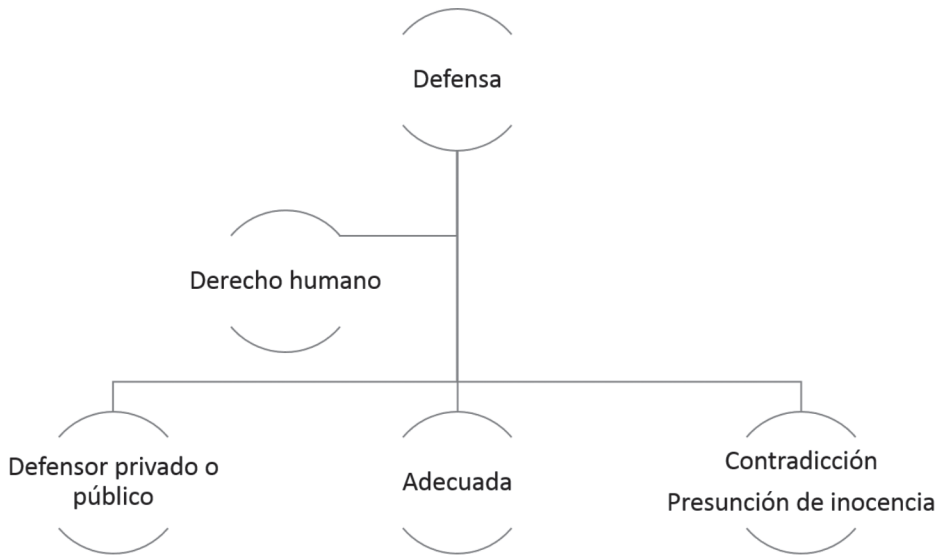 Defensa
Derecho humano
Defensor privado o
público
Adecuada
Contradicción
Presunción de inocencia